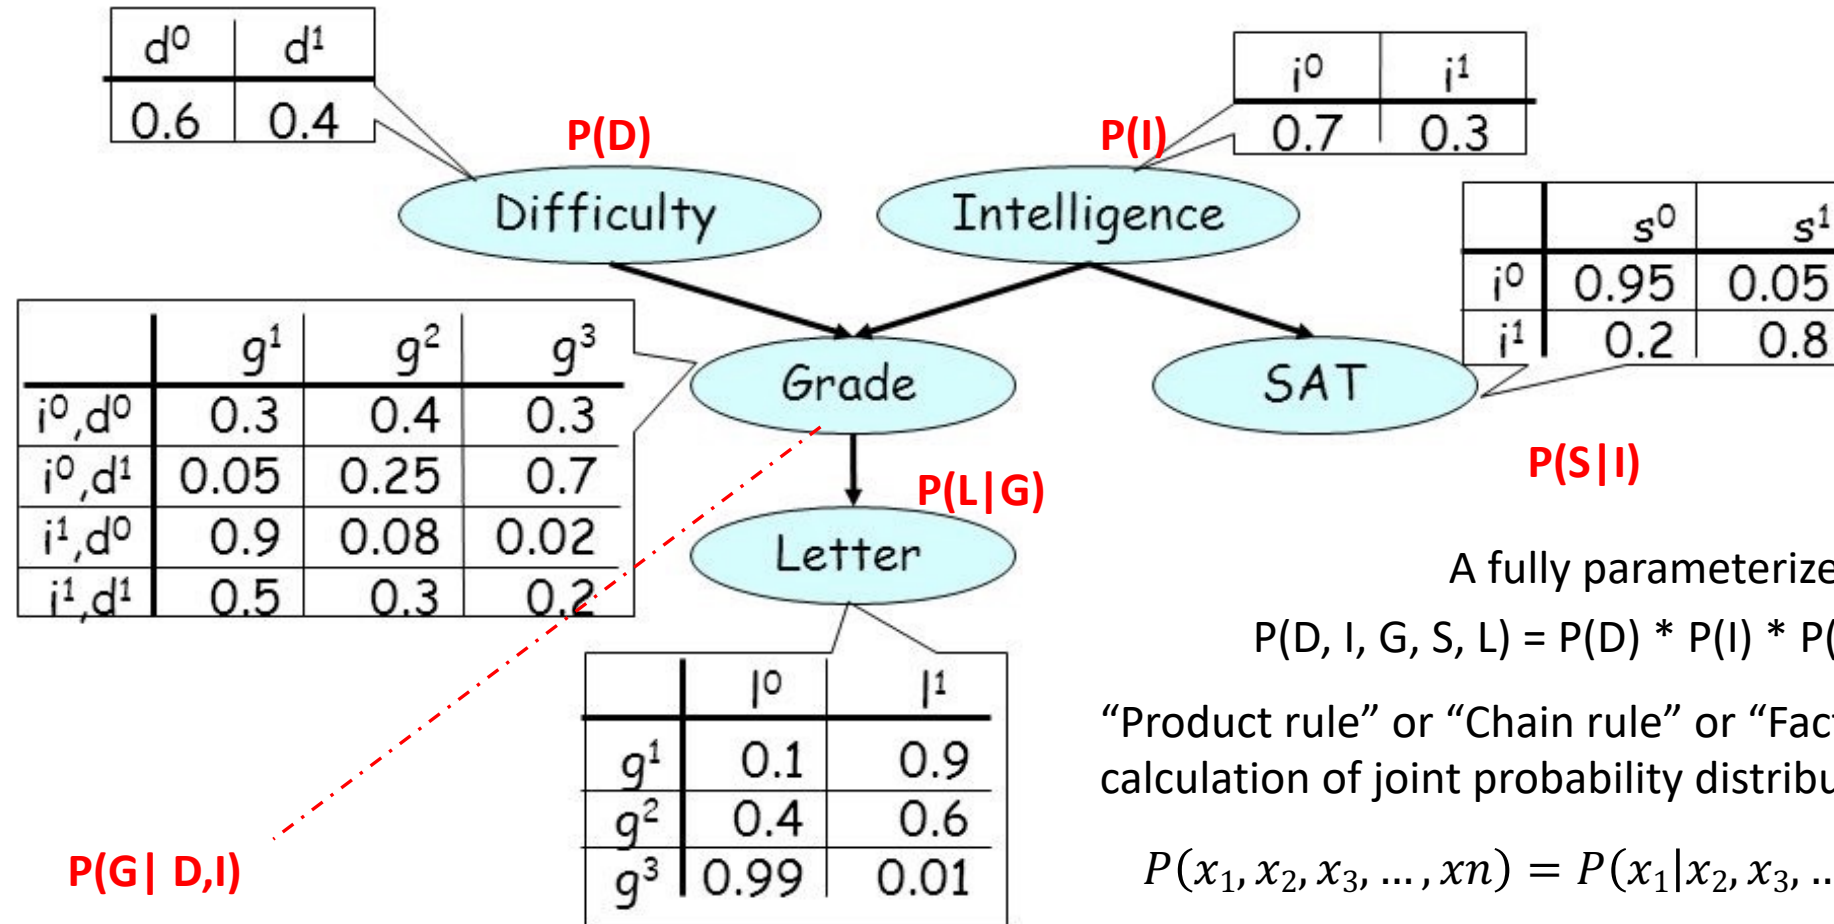 d⁰ d¹
0.6 0.4
P(D)
P(I)
i⁰ i¹
0.7 0.3
Difficulty
Intelligence
s⁰ s¹
i⁰ 0.95 0.05
i¹ 0.2 0.8
g¹ g² g³
i⁰,d⁰ 0.3 0.4 0.3
i⁰,d¹ 0.05 0.25 0.7
i¹,d⁰ 0.9 0.08 0.02
i¹,d¹ 0.5 0.3 0.2
Grade
SAT
P(S|I)
P(L|G)
Letter
l⁰ l¹
g¹ 0.1 0.9
g² 0.4 0.6
g³ 0.99 0.01
P(G| D,I)
A fully parameterize
P(D, I, G, S, L) = P(D) * P(I) * P(
“Product rule” or “Chain rule” or “Fact
calculation of joint probability distribu
P(x₁, x₂, x₃, … , xn) = P(x₁|x₂, x₃, ..